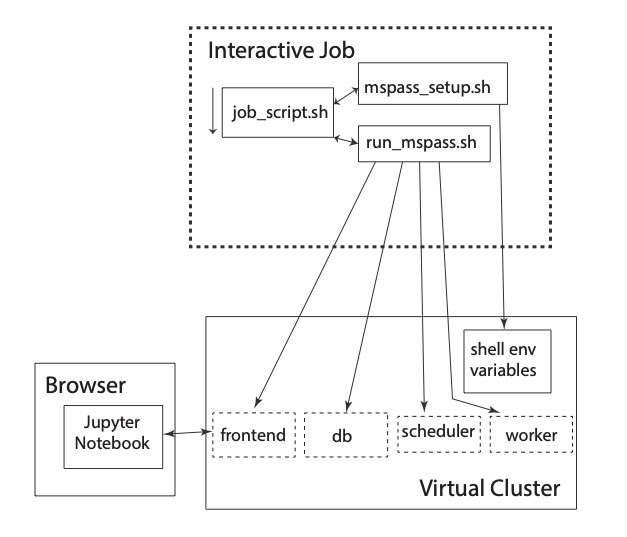 Interactive Job
mspass_setup.sh
job_script.sh
run_mspass.sh
shell env
variables
Browser
Jupyter
Notebook
frontend
db
scheduler
worker
Virtual Cluster